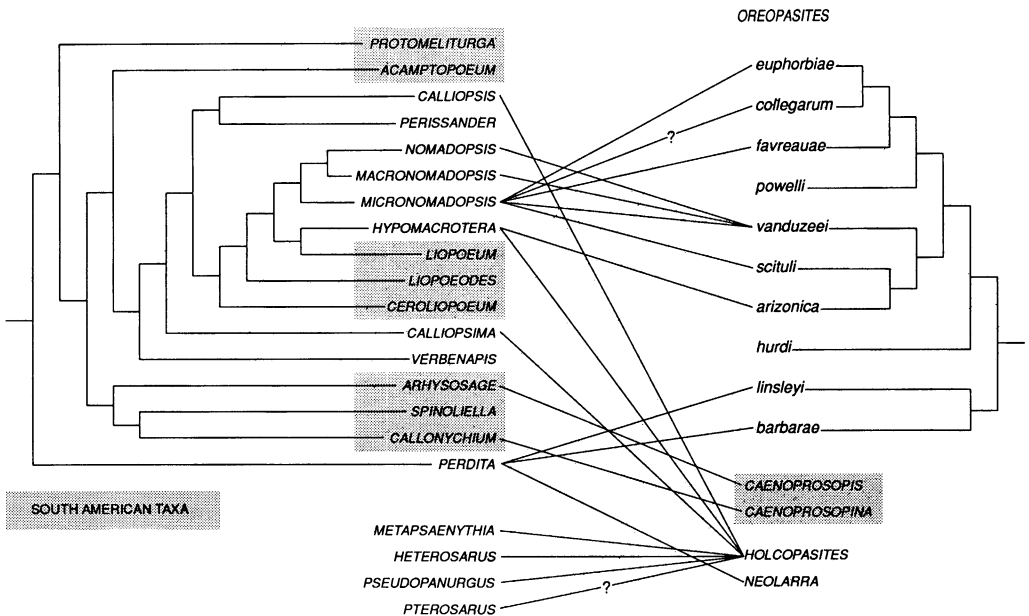 OREOPASITES
PROTOMELITURGA
ACAMPTOPOEUM
CALLIOPSIS
PERISSANDER
NOMADOPSIS
MACRONOMADOPSIS
MICRONOMADOPSIS
HYPOMACROTERA
LIOPOEUM
LIOPOEODES
CEROLIOPOEUM
CALLIOPSIMA
VERBENAPIS
ARHYSOSAGE
SPINOLIELLA
CALLONYCHIUM
PERDITA
SOUTH AMERICAN TAXA
METAPSAENYTHIA
HETEROSARUS
PSEUDOPANURGUS
PTEROSARUS
?
?
euphorbiae
collegarum
favreauae
powelli
vanduzeei
scituli
arizonica
hurdi
linsleyi
barbarae
CAENOPROSOPIS
CAENOPROSOPINA
HOLCOPASITES
NEOLARRA